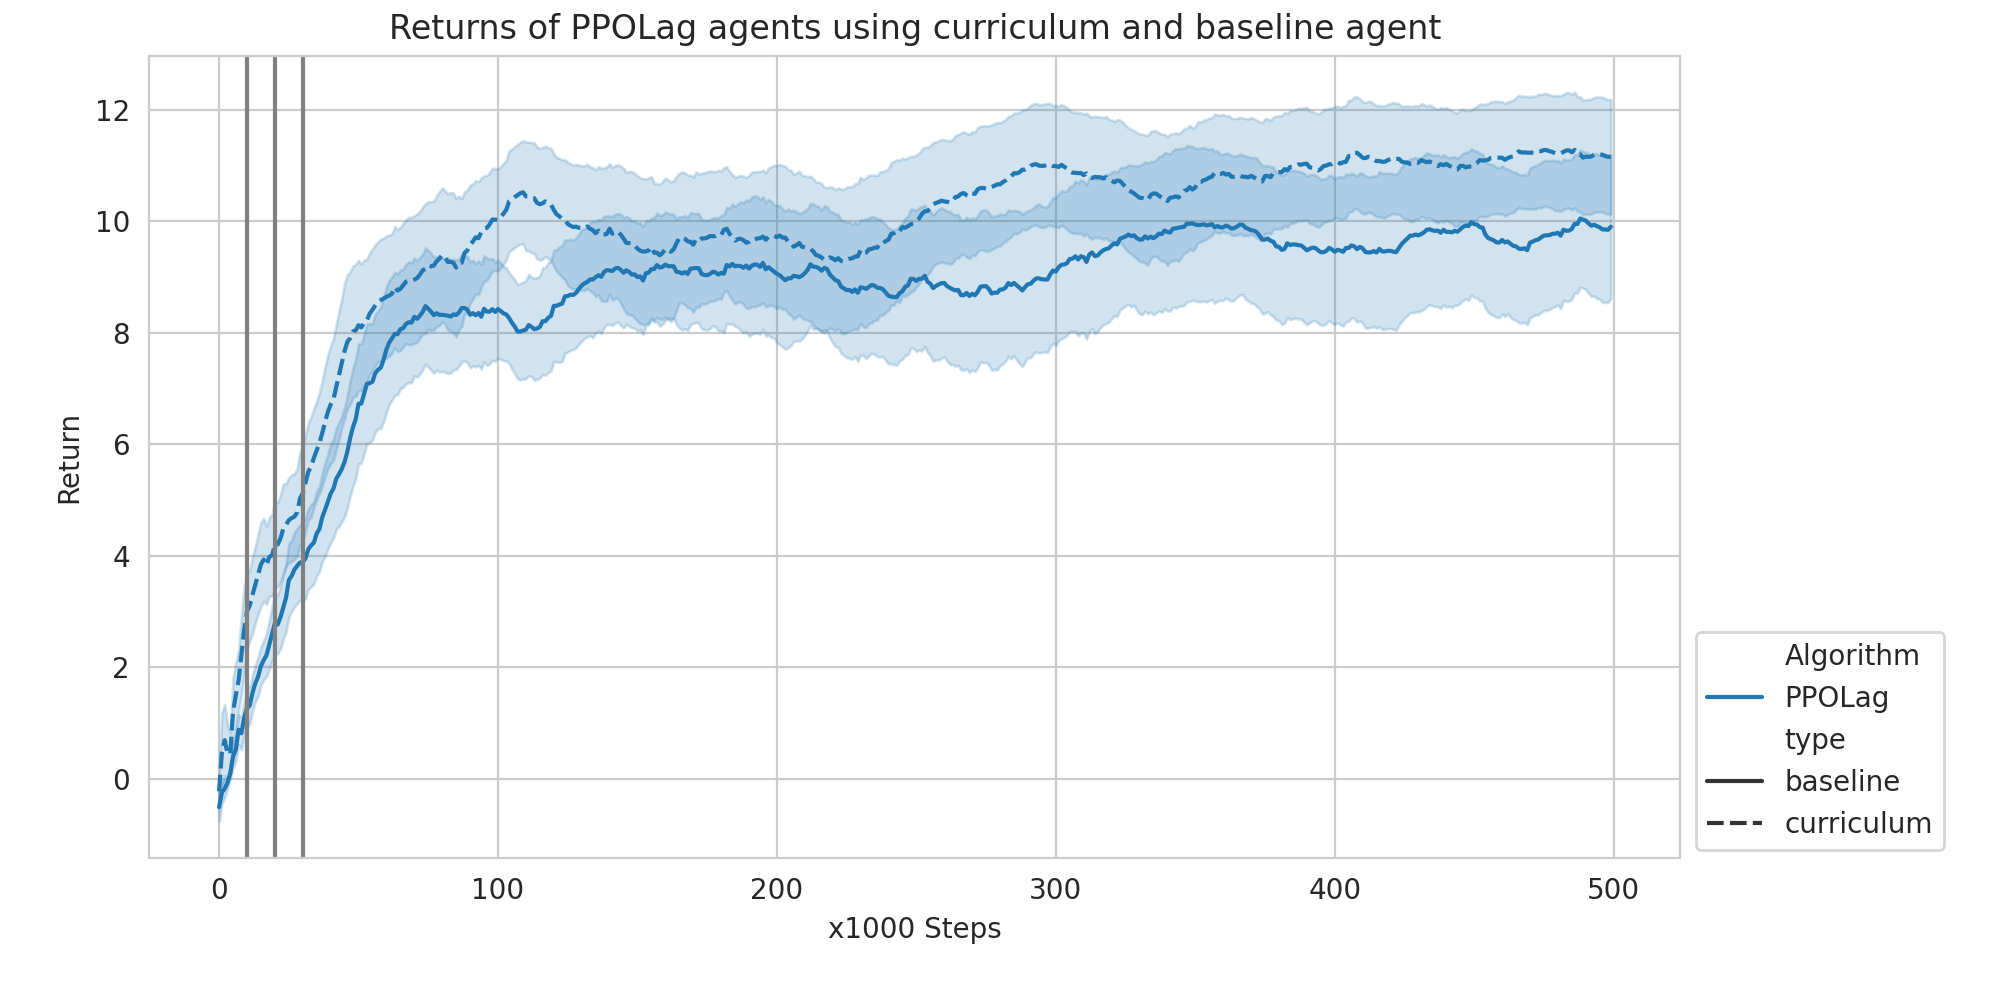 Returns of PPOLag agents using curriculum and baseline agent
12
10
8
6
4
2
0
Return
0 100 200 300 400 500
x1000 Steps
Algorithm
PPOLag
type
baseline
curriculum